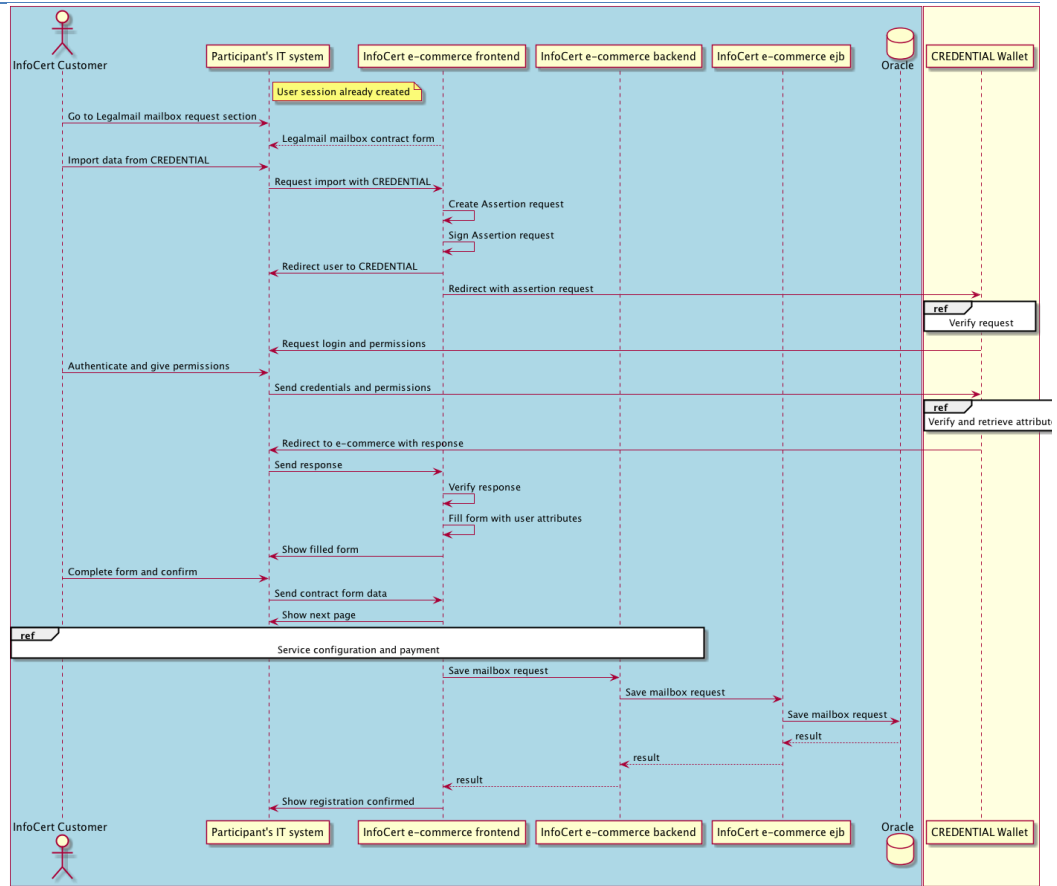 InfoCert Customer
Participant's IT system
InfoCert e-commerce frontend
InfoCert e-commerce backend
InfoCert e-commerce ejb
Oracle
CREDENTIAL Wallet
User session already created
Go to Legalmail mailbox request section
Legalmail mailbox contract form
Import data from CREDENTIAL
Request import with CREDENTIAL
Create Assertion request
Sign Assertion request
Redirect user to CREDENTIAL
Redirect with assertion request
ref
Verify request
Request login and permissions
Authenticate and give permissions
Send credentials and permissions
ref
Verify and retrieve attribut
Redirect to e-commerce with response
Send response
Verify response
Fill form with user attributes
Show filled form
Complete form and confirm
Send contract form data
Show next page
ref
Service configuration and payment
Save mailbox request
Save mailbox request
Save mailbox request
result
result
result
Show registration confirmed
InfoCert Customer
Participant's IT system
InfoCert e-commerce frontend
InfoCert e-commerce backend
InfoCert e-commerce ejb
Oracle
CREDENTIAL Wallet